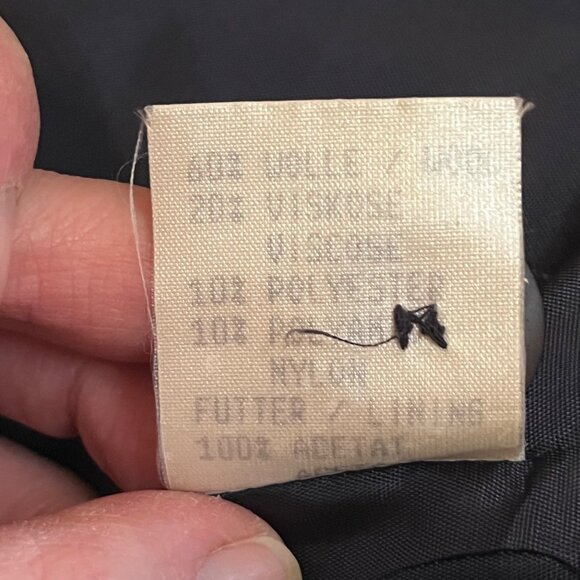 60% WOLLE / WOOL
20% VISKOSE
VISCOSE
10% POLYESTER
10%
NYLON
FUTTER / LINING
100% ACETAT